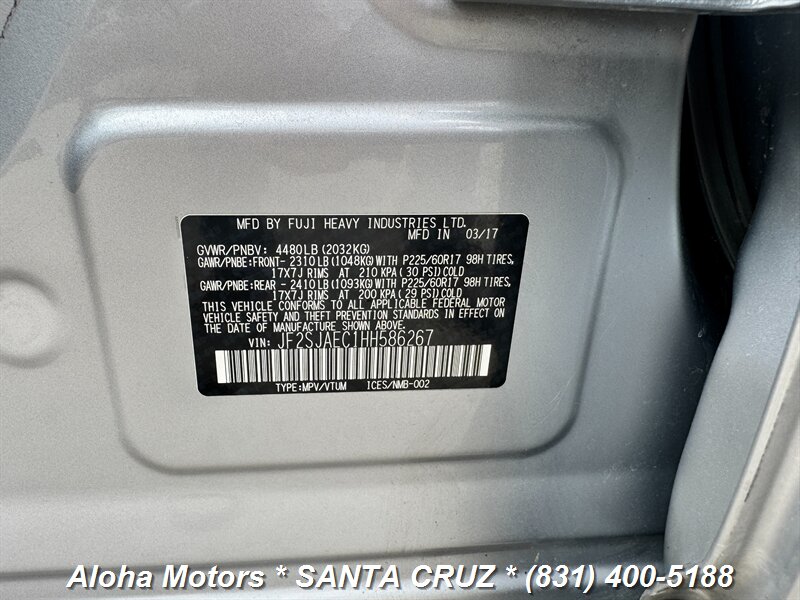 MFD BY FUJI HEAVY INDUSTRIES LTD.
MFD IN 03/17
GVWR/PNBV: 4480LB(2032KG)
GAWR/PNBE:FRONT-2310LB(1048KG)WITH P225/60R17 98H TIRES,
17X7J RIMS AT 210 KPA(30 PSI)COLD
GAWR/PNBE:REAR -2410LB(1093KG)WITH P225/60R17 98H TIRES,
17X7J RIMS AT 200 KPA(29 PSI)COLD
THIS VEHICLE CONFORMS TO ALL APPLICABLE FEDERAL MOTOR
VEHICLE SAFETY AND THEFT PREVENTION STANDARDS IN EFFECT ON
THE DATE OF MANUFACTURE SHOWN ABOVE.
VIN: JF2SJAEC1HH586267
TYPE:MPV/VTUM ICES/NMB-002
Aloha Motors * SANTA CRUZ * (831) 400-5188